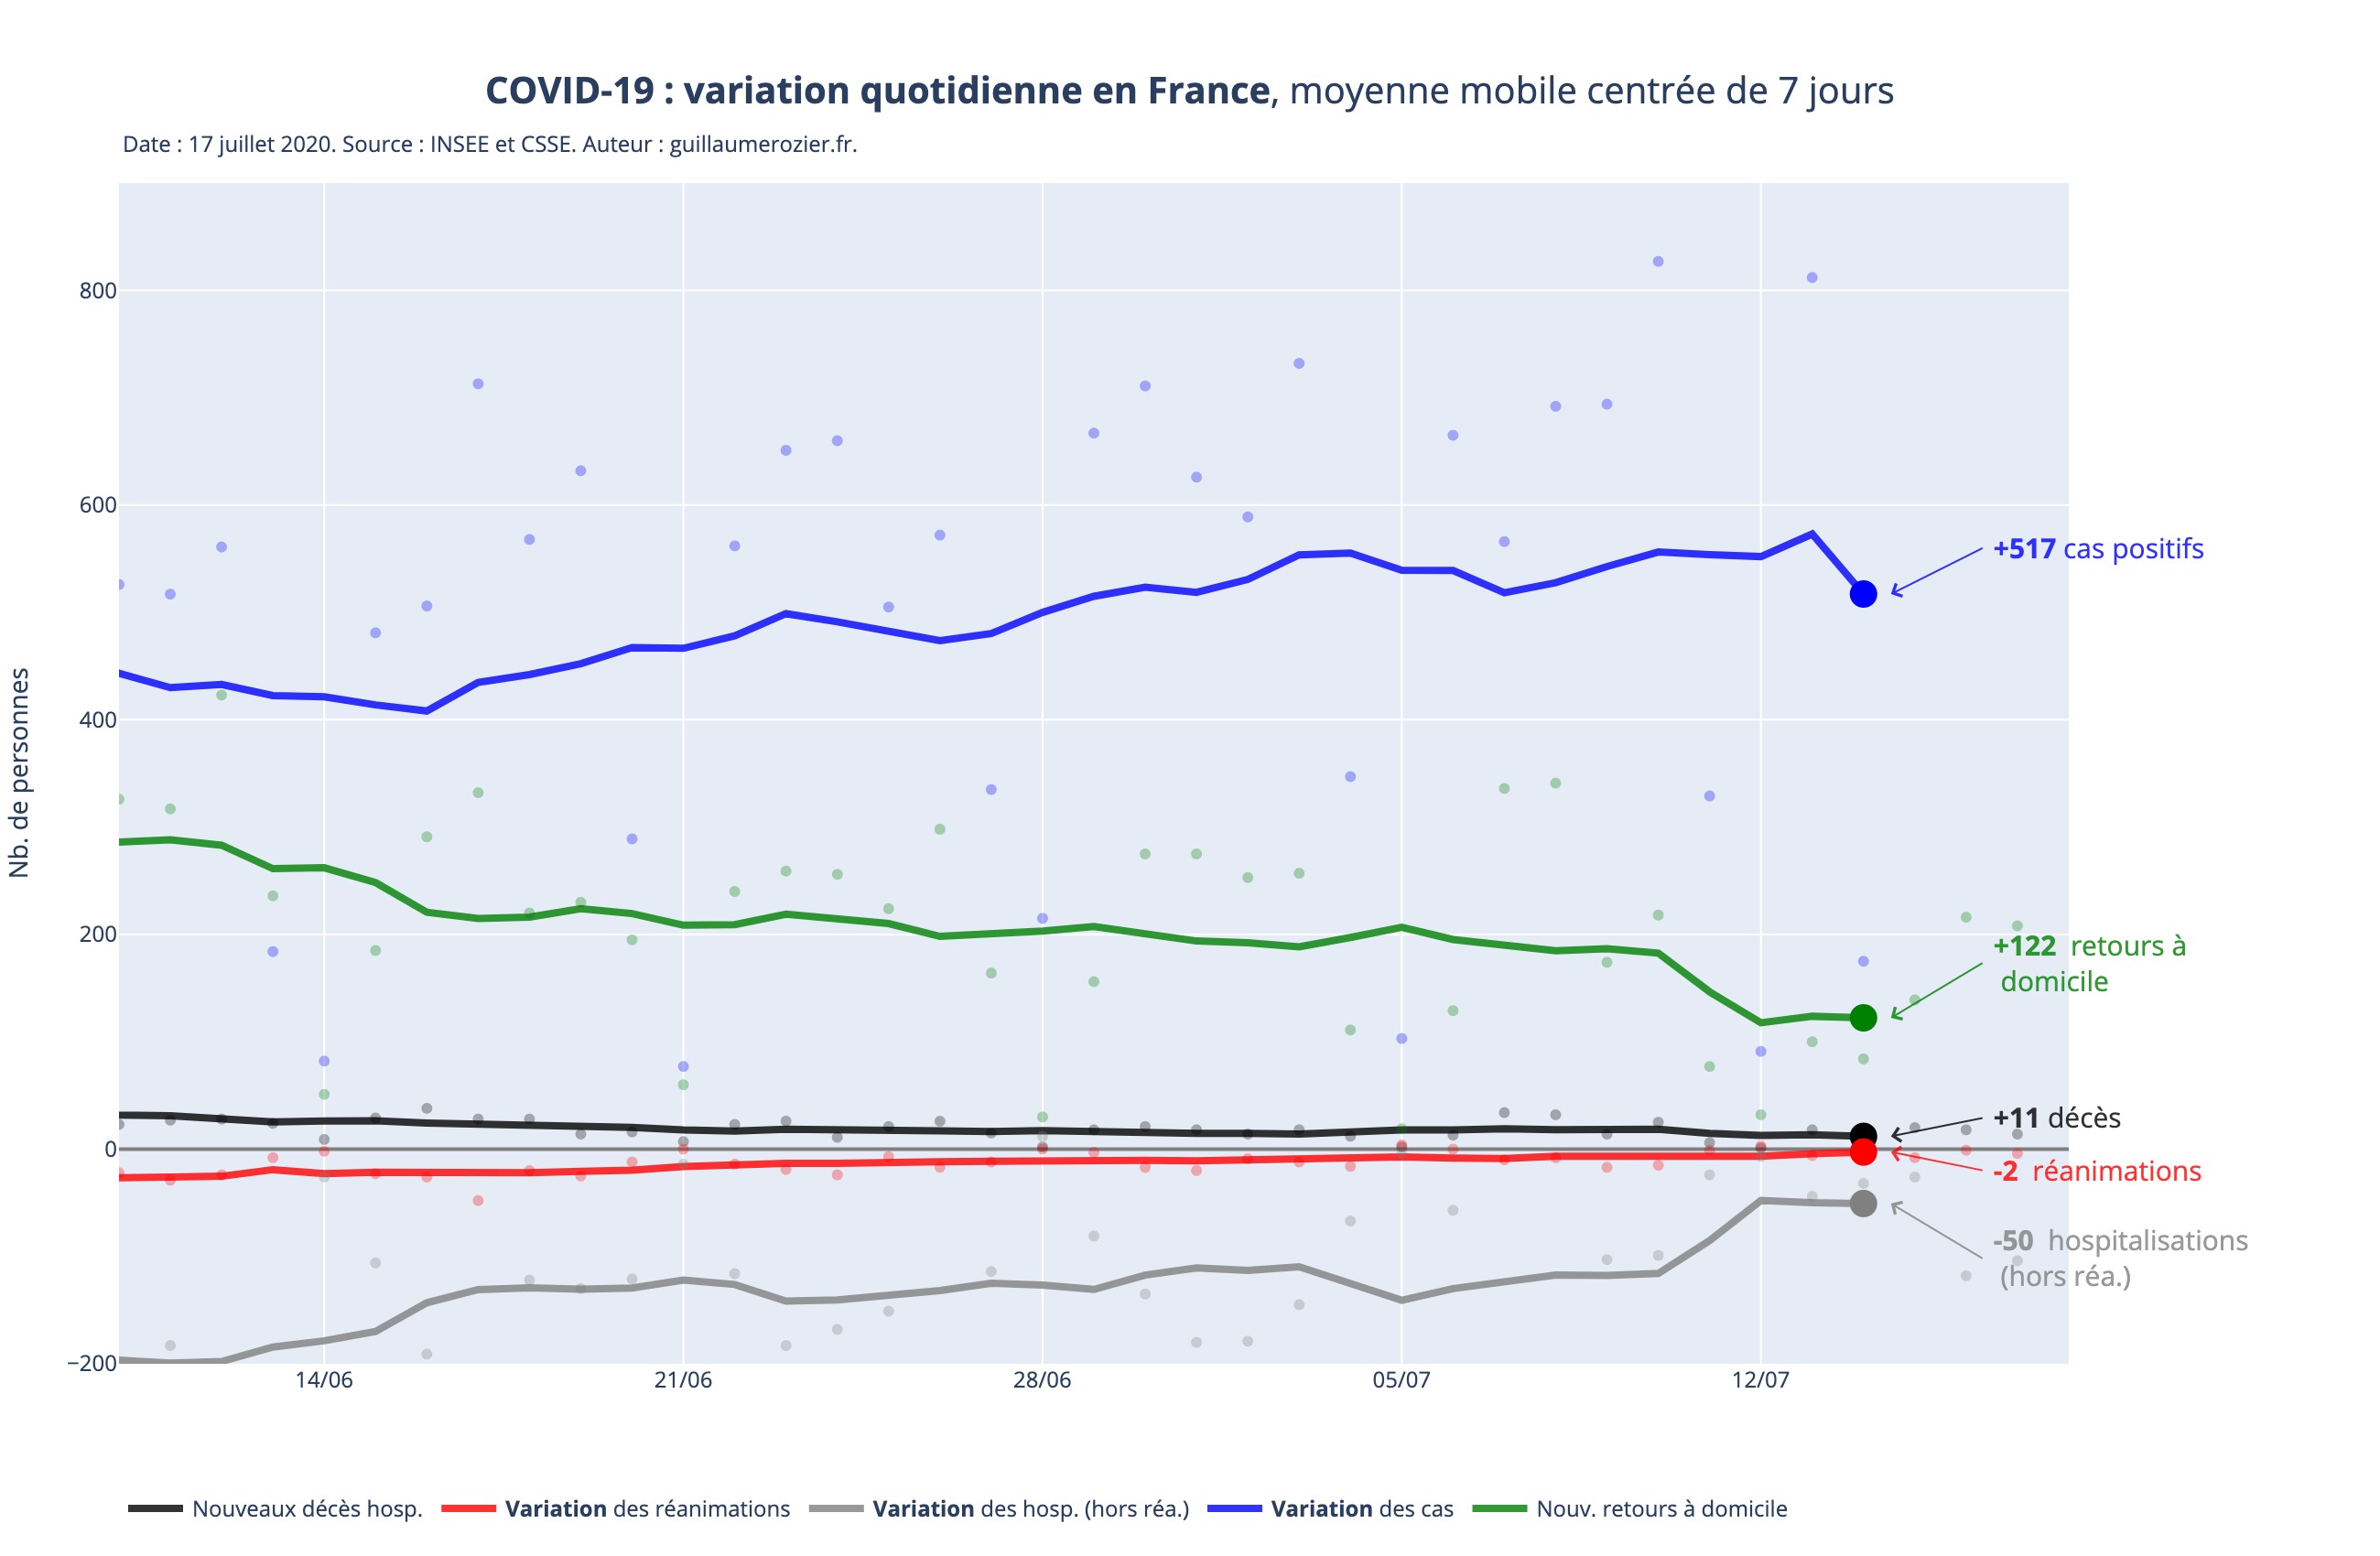 COVID-19 : variation quotidienne en France, moyenne mobile centrée de 7 jours
Date : 17 juillet 2020. Source : INSEE et CSSE. Auteur : guillaumerozier.fr.
Nb. de personnes
800
600
400
200
0
−200
14/06
21/06
28/06
05/07
12/07
+517 cas positifs
+122 retours à
domicile
+11 décès
-2 réanimations
-50 hospitalisations
(hors réa.)
Nouveaux décès hosp.
Variation des réanimations
Variation des hosp. (hors réa.)
Variation des cas
Nouv. retours à domicile